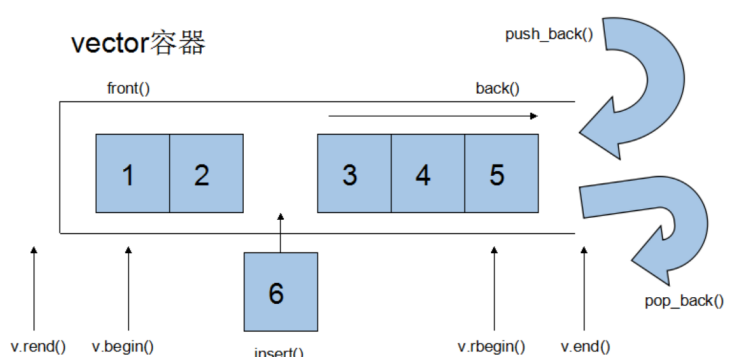 vector容器
push_back()
front()
back()
1 2 3 4 5
6
pop_back()
v.rend() v.begin() insert() v.rbegin() v.end()